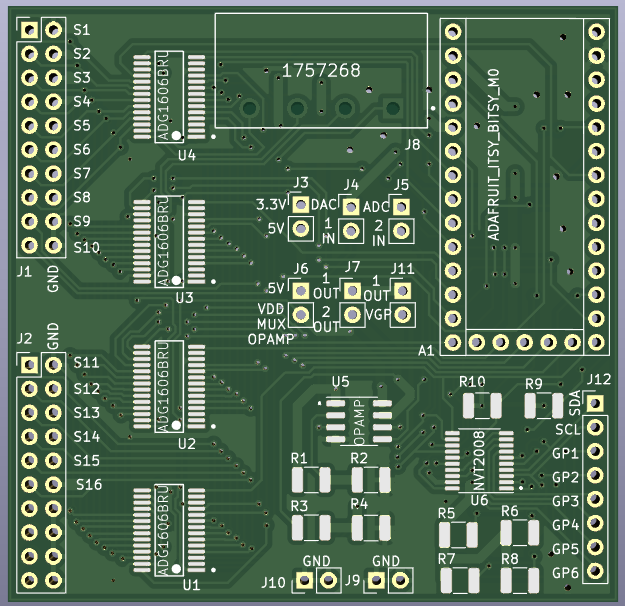 S1
S2
S3
S4
S5
S6
S7
S8
S9
S10
J1
GND
ADG1606BRU
U4
ADG1606BRU
U3
1757268
J8
J3
J4
J5
3.3V
DAC
ADC
5V
1
IN
2
IN
J6
J7
J11
5V
1
OUT
1
OUT
VDD
MUX
OPAMP
2
OUT
VGP
ADAFRUIT_ITSY_BITSY_M0
A1
J2
GND
S11
S12
S13
S14
S15
S16
ADG1606BRU
U2
ADG1606BRU
U1
U5
OPAMP
R1
R2
R3
R4
GND
GND
J10
J9
R10
R9
NVT2008
U6
R5
R6
R7
R8
J12
SDA
SCL
GP1
GP2
GP3
GP4
GP5
GP6